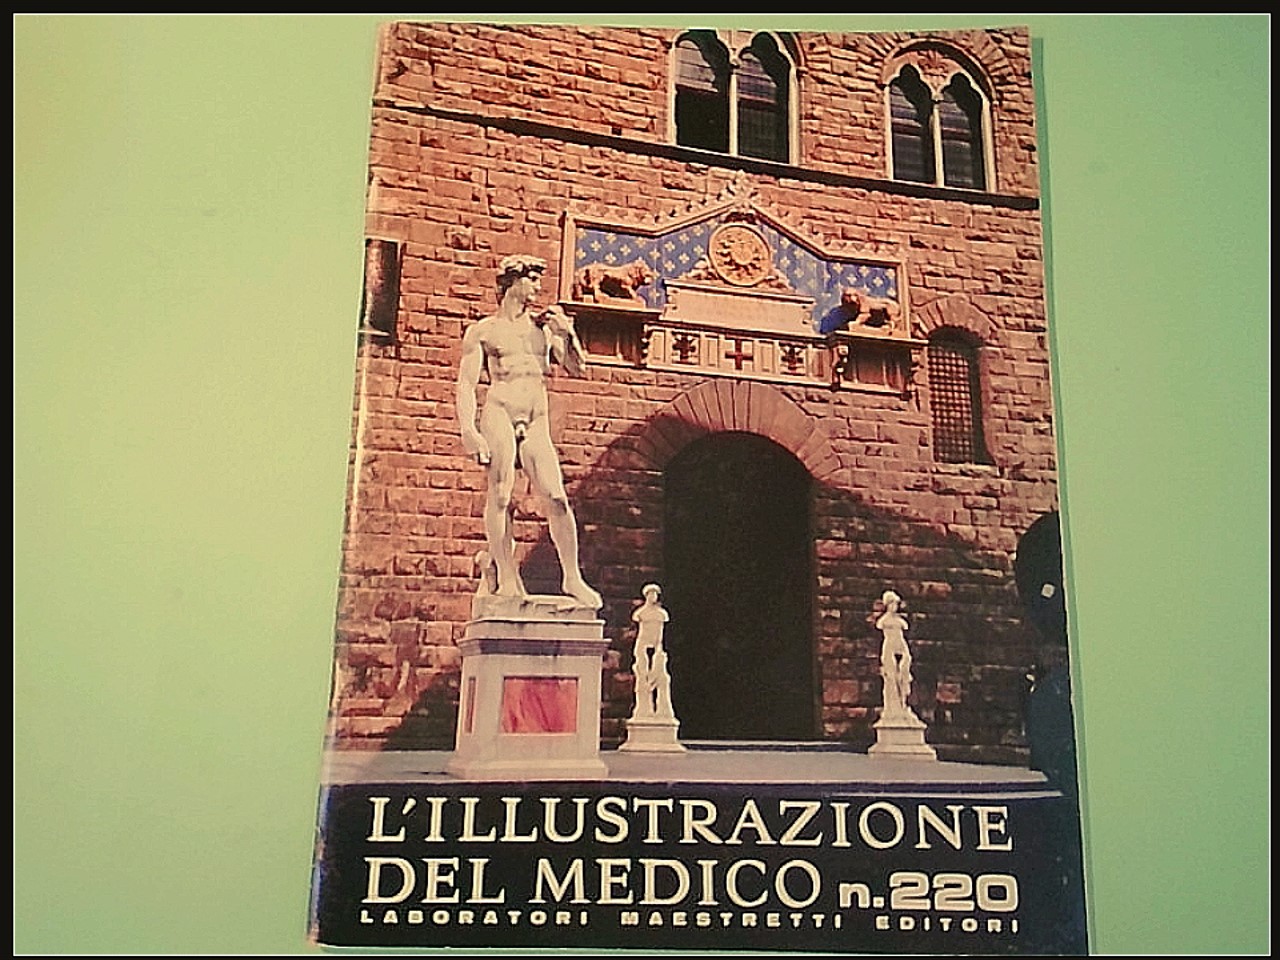 L'ILLUSTRAZIONE
DEL MEDICO n.220
LABORATORI MAESTRETTI EDITORI